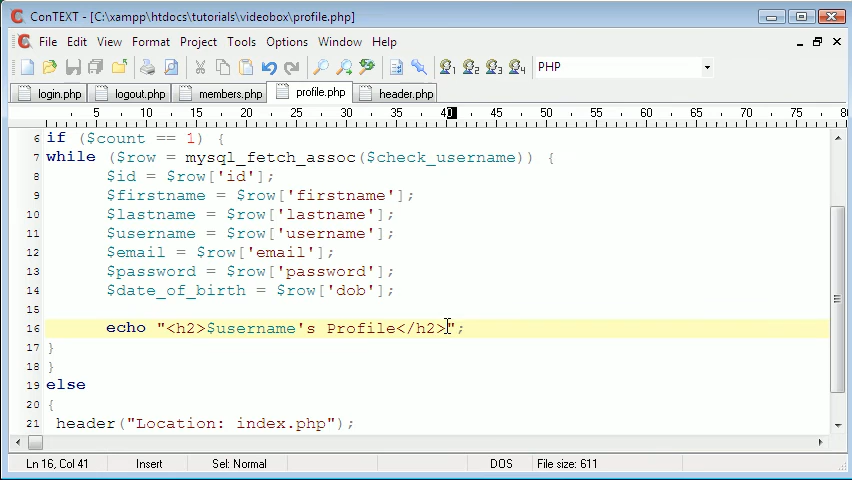 ConTEXT - [C:\xampp\htdocs\tutorials\videobox\profile.php]
File Edit View Format Project Tools Options Window Help
1 2 3 4 PHP
login.php logout.php members.php profile.php header.php
0 5 10 15 20 25 30 35 40 45 50 55 60 65 70 75
6 if ($count == 1) {
7 while ($row = mysql_fetch_assoc($check_username)) {
8 $id = $row['id'];
9 $firstname = $row['firstname'];
10 $lastname = $row['lastname'];
11 $username = $row['username'];
12 $email = $row['email'];
13 $password = $row['password'];
14 $date_of_birth = $row['dob'];
15
16 echo "<h2>$username's Profile</h2>";
17 }
18 }
19 else
20 {
21 header("Location: index.php");
Ln 16, Col 41 Insert Sel: Normal DOS File size: 611